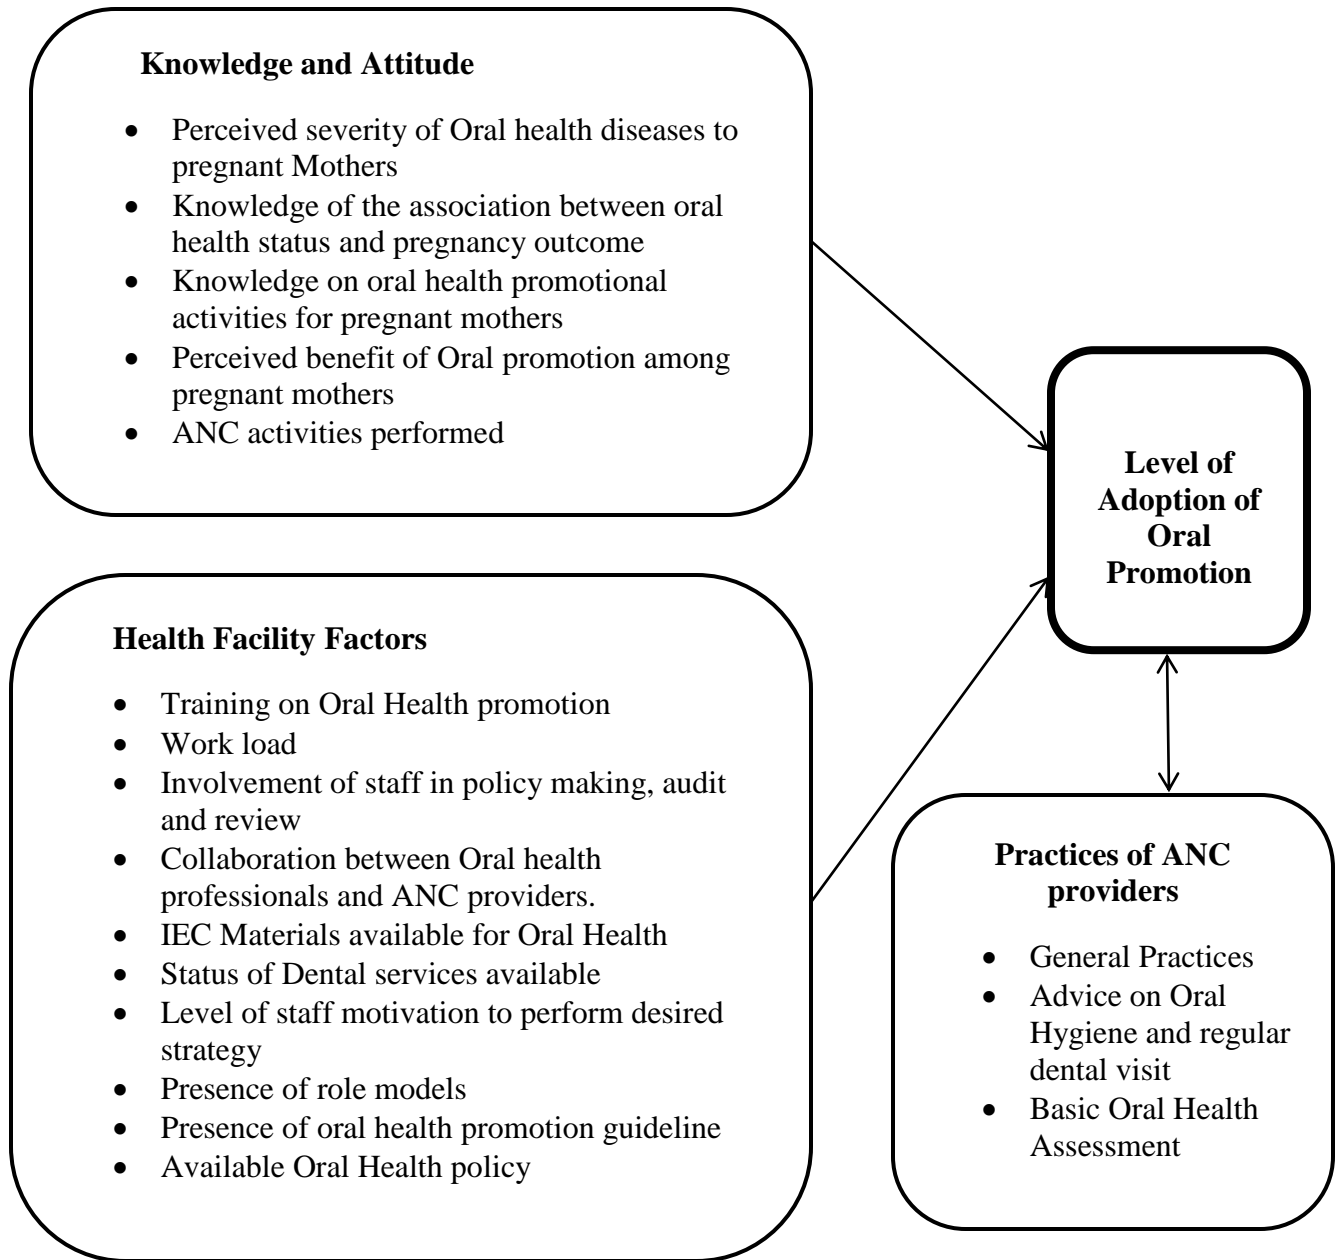 Knowledge and Attitude
• Perceived severity of Oral health diseases to
pregnant Mothers
• Knowledge of the association between oral
health status and pregnancy outcome
• Knowledge on oral health promotional
activities for pregnant mothers
• Perceived benefit of Oral promotion among
pregnant mothers
• ANC activities performed
Level of
Adoption of
Oral
Promotion
Health Facility Factors
• Training on Oral Health promotion
• Work load
• Involvement of staff in policy making, audit
and review
• Collaboration between Oral health
professionals and ANC providers.
• IEC Materials available for Oral Health
• Status of Dental services available
• Level of staff motivation to perform desired
strategy
• Presence of role models
• Presence of oral health promotion guideline
• Available Oral Health policy
Practices of ANC
providers
• General Practices
• Advice on Oral
Hygiene and regular
dental visit
• Basic Oral Health
Assessment